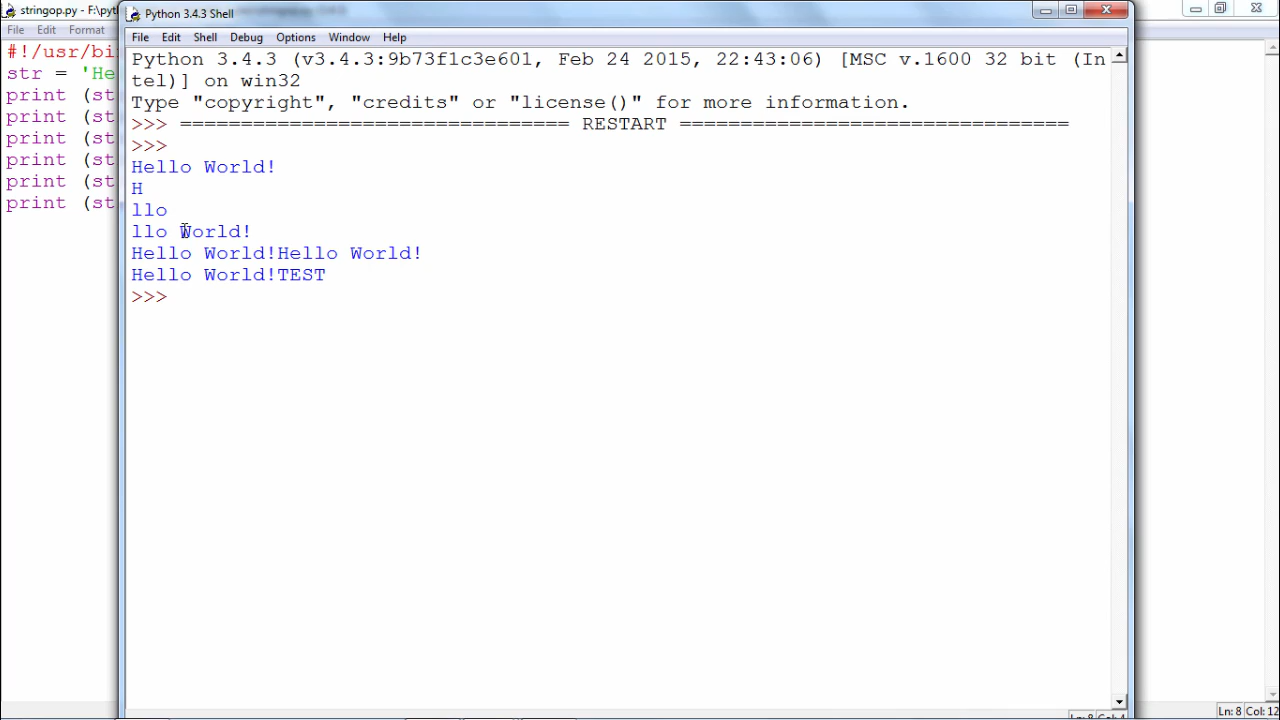 stringop.py - F:\pyt
File Edit Format
#!/usr/bi
str = 'He
print (st
print (st
print (st
print (st
print (st
print (st
Python 3.4.3 Shell
File Edit Shell Debug Options Window Help
Python 3.4.3 (v3.4.3:9b73f1c3e601, Feb 24 2015, 22:43:06) [MSC v.1600 32 bit (In
tel)] on win32
Type "copyright", "credits" or "license()" for more information.
>>> ================================ RESTART ================================
>>>
Hello World!
H
llo
llo World!
Hello World!Hello World!
Hello World!TEST
>>>
Ln: 8 Col: 12